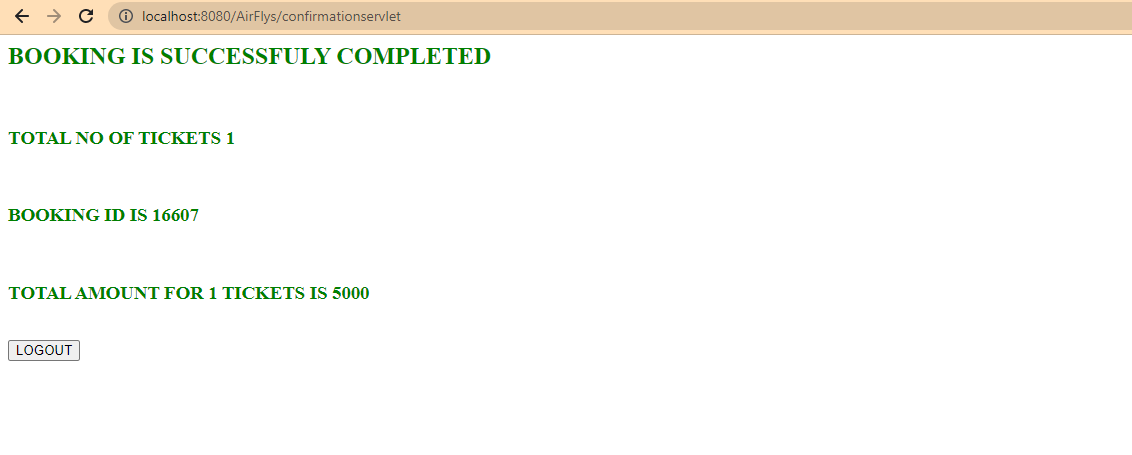 localhost:8080/AirFlys/confirmationservlet
BOOKING IS SUCCESSFULY COMPLETED
TOTAL NO OF TICKETS 1
BOOKING ID IS 16607
TOTAL AMOUNT FOR 1 TICKETS IS 5000
LOGOUT